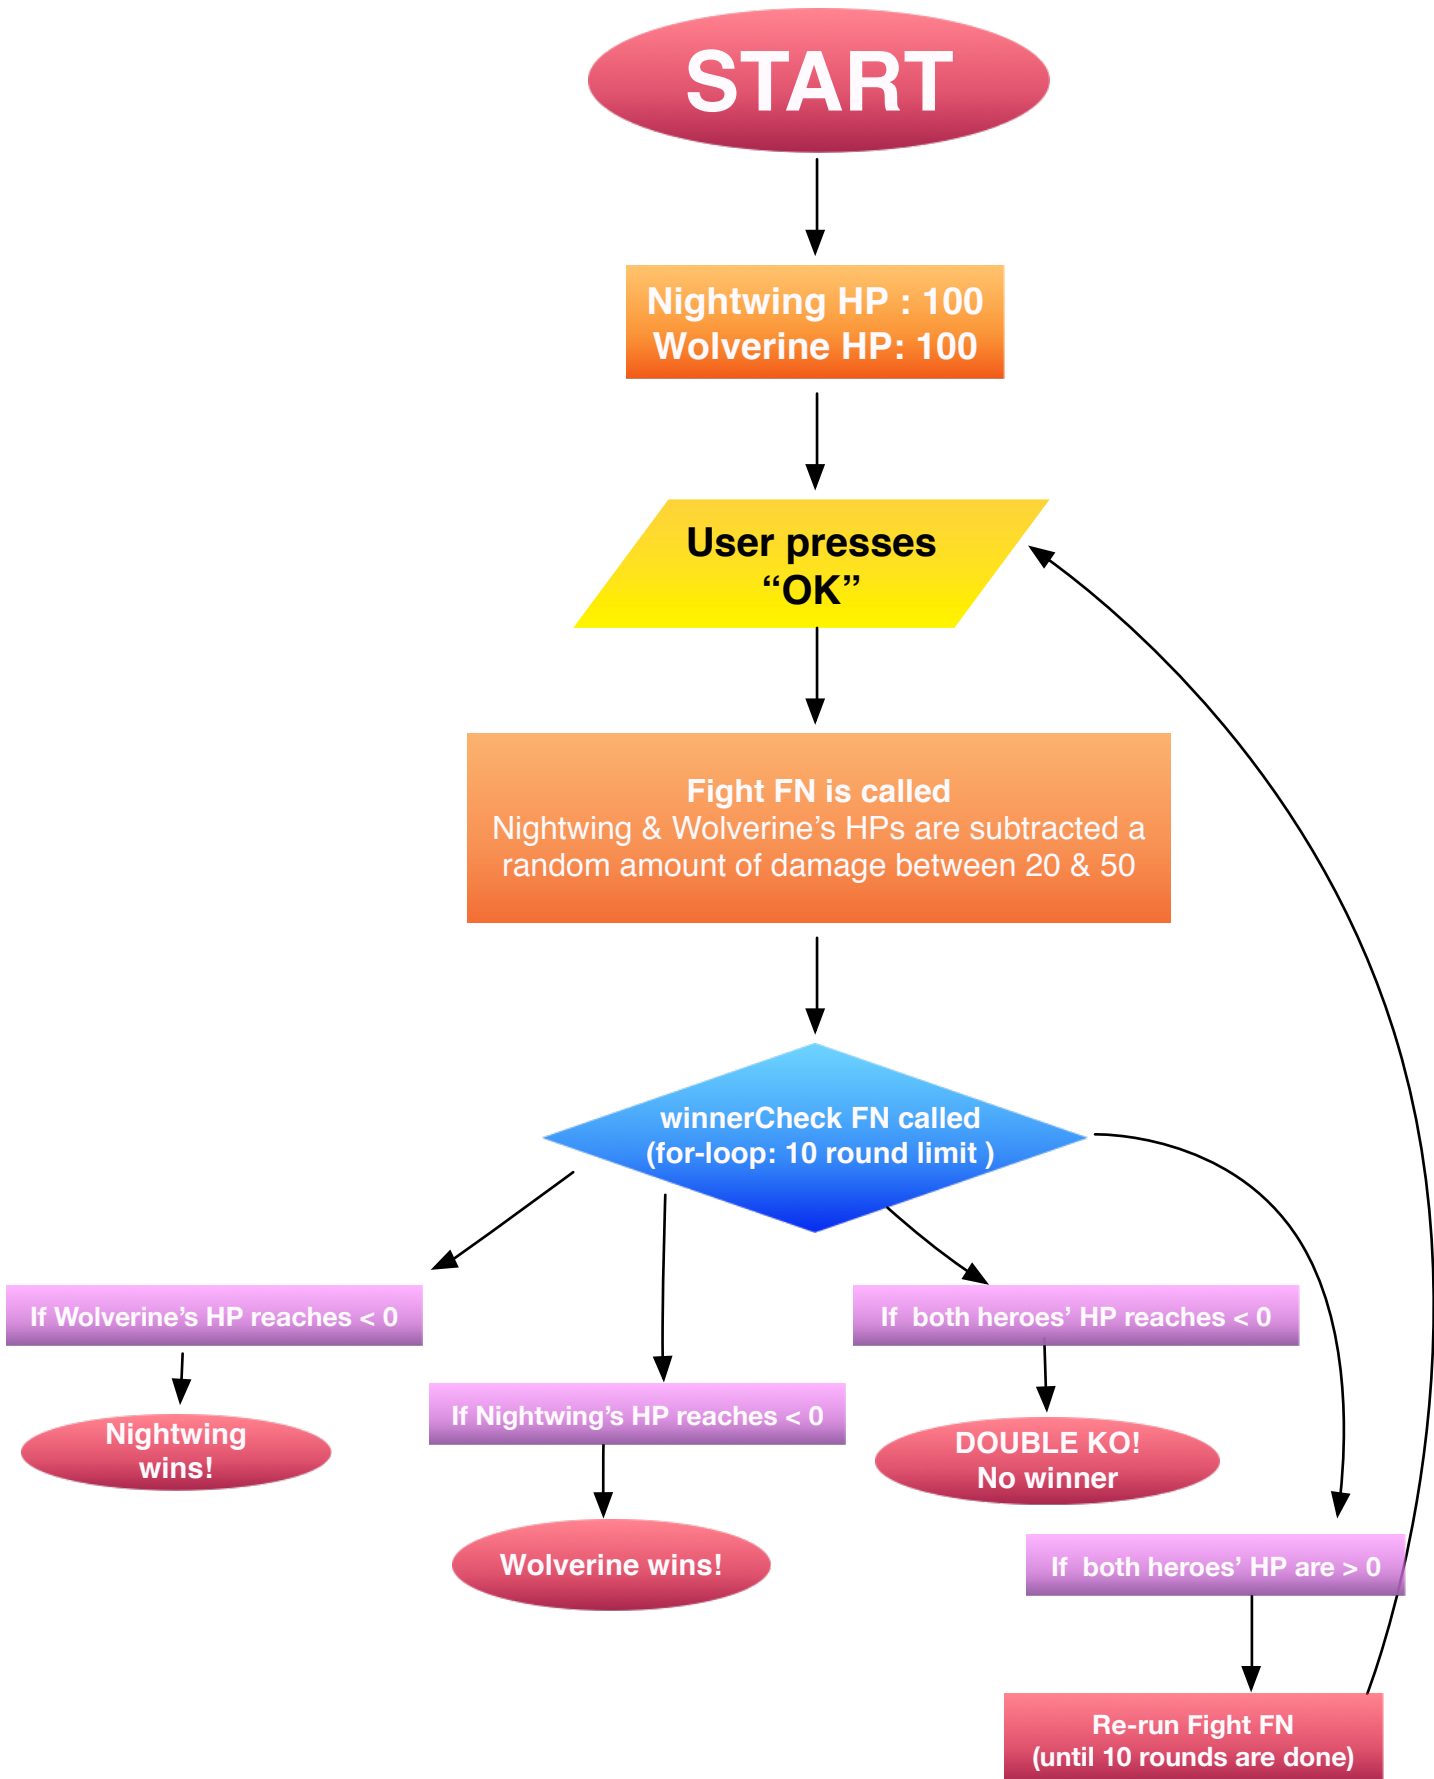 START
Nightwing HP : 100
Wolverine HP: 100
User presses
“OK”
Fight FN is called
Nightwing & Wolverine’s HPs are subtracted a
random amount of damage between 20 & 50
winnerCheck FN called
(for-loop: 10 round limit )
If Wolverine’s HP reaches < 0
Nightwing
wins!
If Nightwing’s HP reaches < 0
Wolverine wins!
If  both heroes’ HP reaches < 0
DOUBLE KO!
No winner
If  both heroes’ HP are > 0
Re-run Fight FN
(until 10 rounds are done)